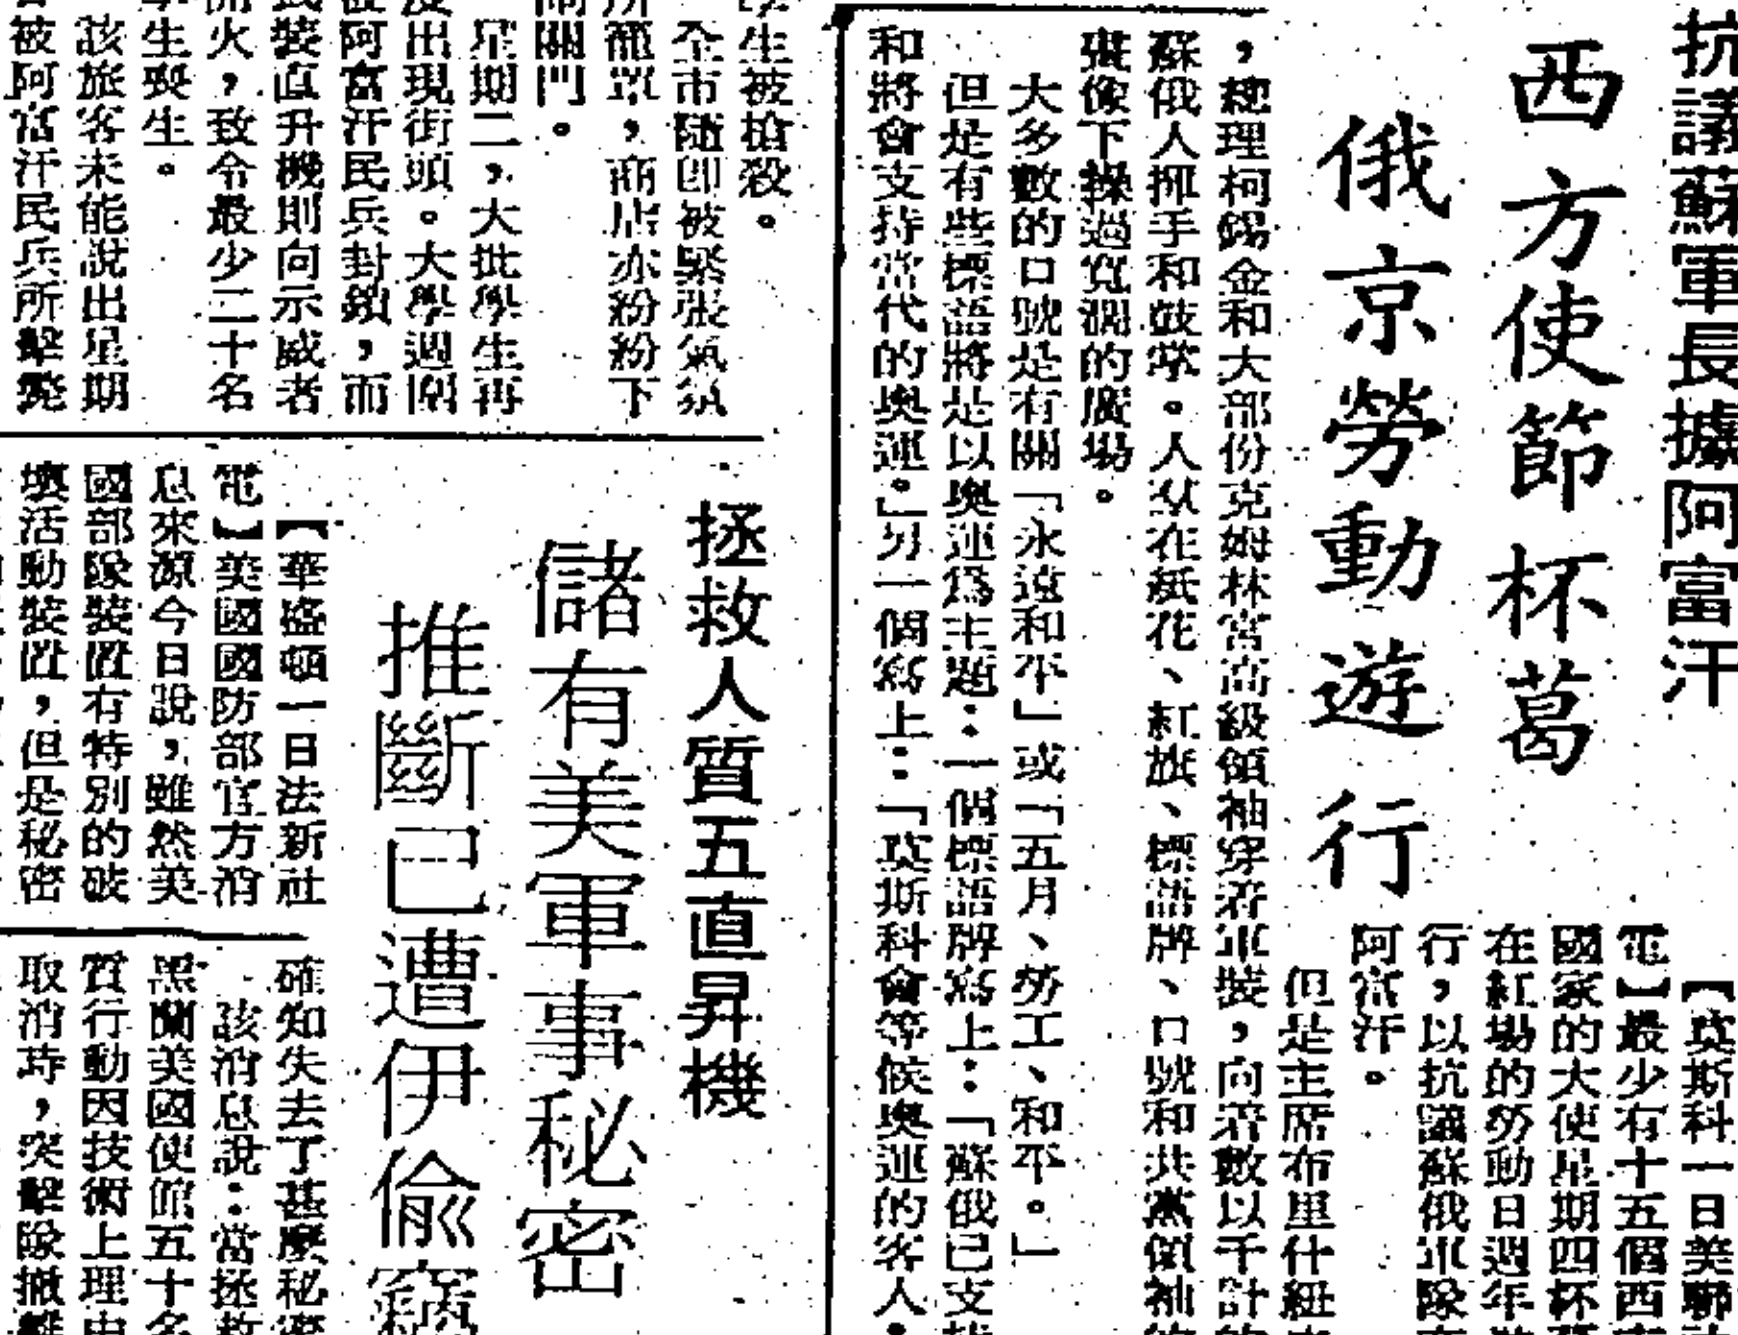 抗議蘇軍長據阿富汗
西方使節杯葛
俄京勞動遊行
【莫斯科一日美聯
電】最少有十五個西
國家的大使星期四杯葛
在紅場的勞動日週年
行，以抗議蘇俄軍隊
阿富汗。
但是主席布里什紐
，總理柯錫金和大部份克姆林宮高級領袖穿着軍裝，向着數以千計的
蘇俄人揮手和鼓掌。人羣在紙花、紅旗、標語牌、口號和共黨領袖的
畫像下操過寬濶的廣場。
大多數的口號是有關「永遠和平」或「五月、勞工、和平。」
但是有些標語將是以奧運爲主題：一個標語牌寫上：「蘇俄已支持
和將會支持當代的奧運。」另一個寫上：「莫斯科會等候奧運的客人，
學生被槍殺。
全市隨即被緊張氣氛
所籠罩，商店亦紛紛下
關門。
星期二，大批學生再
度出現街頭。大學週圍
被阿富汗民兵封鎖，而
武裝直升機則向示威者
開火，致令最少二十名
學生喪生。
該旅客未能說出星期
被阿富汗民兵所擊斃
拯救人質五直昇機
儲有美軍事秘密
推斷已遭伊偷竊
【華盛頓一日法新社
電】美國國防部官方消
息來源今日說，雖然美
國部隊裝置有特別的破
壞活動裝置，但是秘密
確知失去了甚麼秘密
該消息說：當拯救
黑蘭美國使館五十名
質行動因技術上理由
取消時，突擊隊撤離